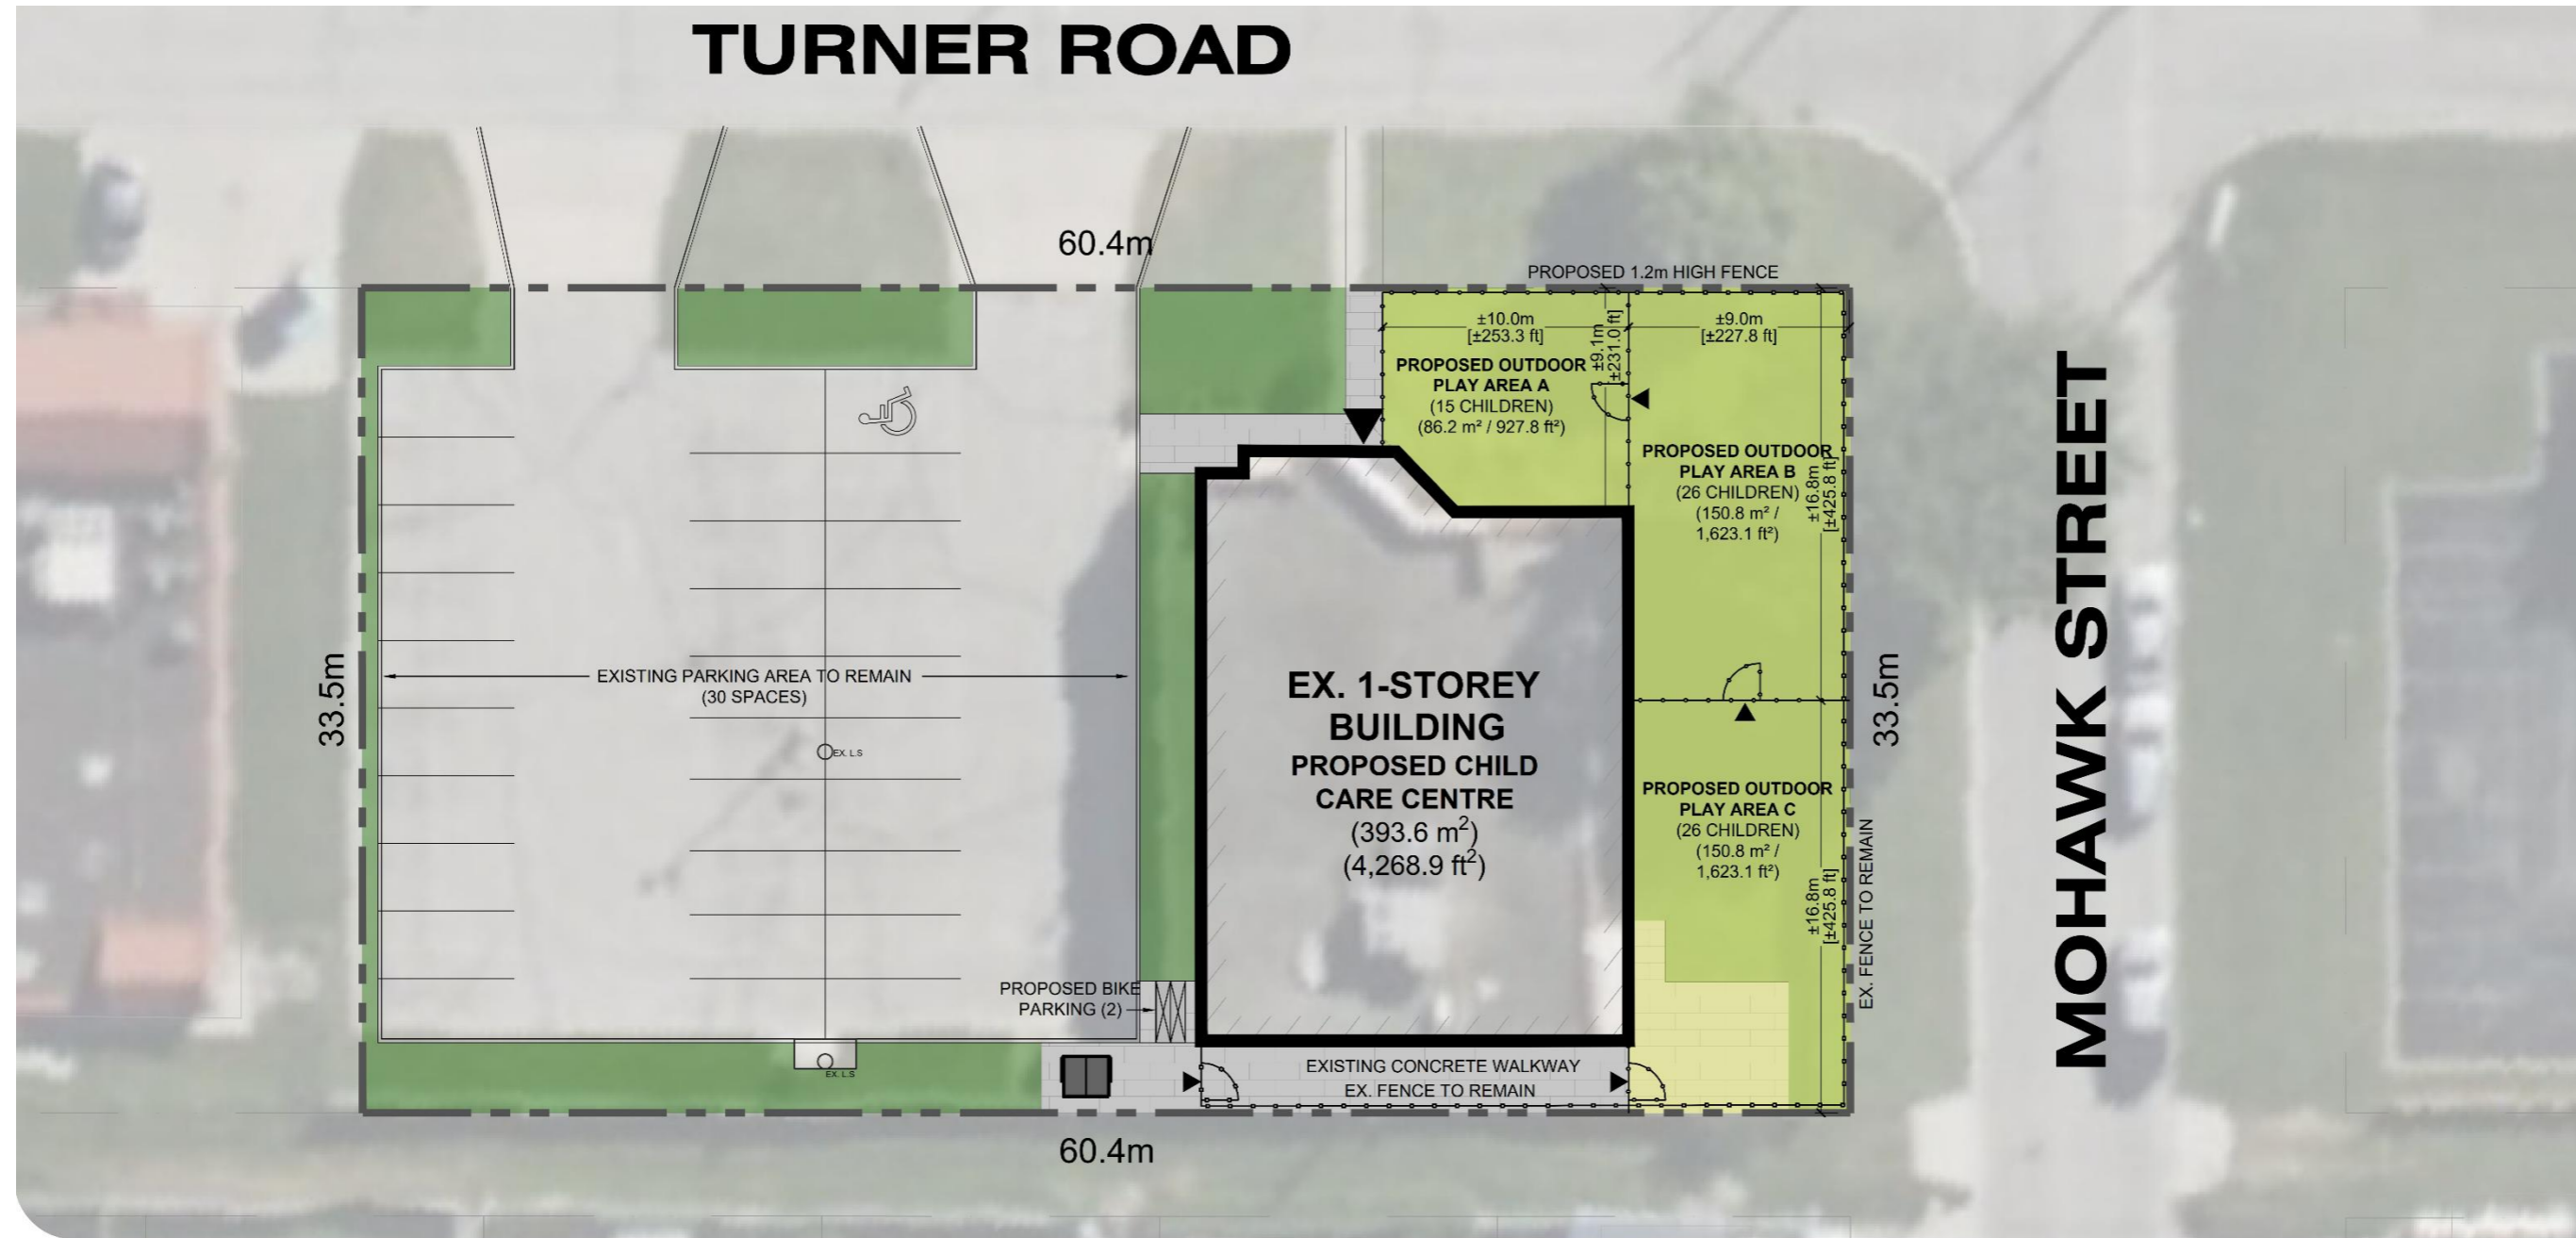 TURNER ROAD
60.4m
PROPOSED 1.2m HIGH FENCE
±10.0m
[±253.3 ft]
±9.1m
[±231.0 ft]
±9.0m
[±227.8 ft]
PROPOSED OUTDOOR
PLAY AREA A
(15 CHILDREN)
(86.2 m² / 927.8 ft²)
PROPOSED OUTDOOR
PLAY AREA B
(26 CHILDREN)
(150.8 m² /
1,623.1 ft²)
±16.8m
[±425.8 ft]
MOHAWK STREET
33.5m
EXISTING PARKING AREA TO REMAIN
(30 SPACES)
EX. L.S
EX. 1-STOREY
BUILDING
PROPOSED CHILD
CARE CENTRE
(393.6 m²)
(4,268.9 ft²)
33.5m
PROPOSED OUTDOOR
PLAY AREA C
(26 CHILDREN)
(150.8 m² /
1,623.1 ft²)
±16.8m
[±425.8 ft]
EX. FENCE TO REMAIN
PROPOSED BIKE
PARKING (2)
EX. L.S
EXISTING CONCRETE WALKWAY
EX. FENCE TO REMAIN
60.4m